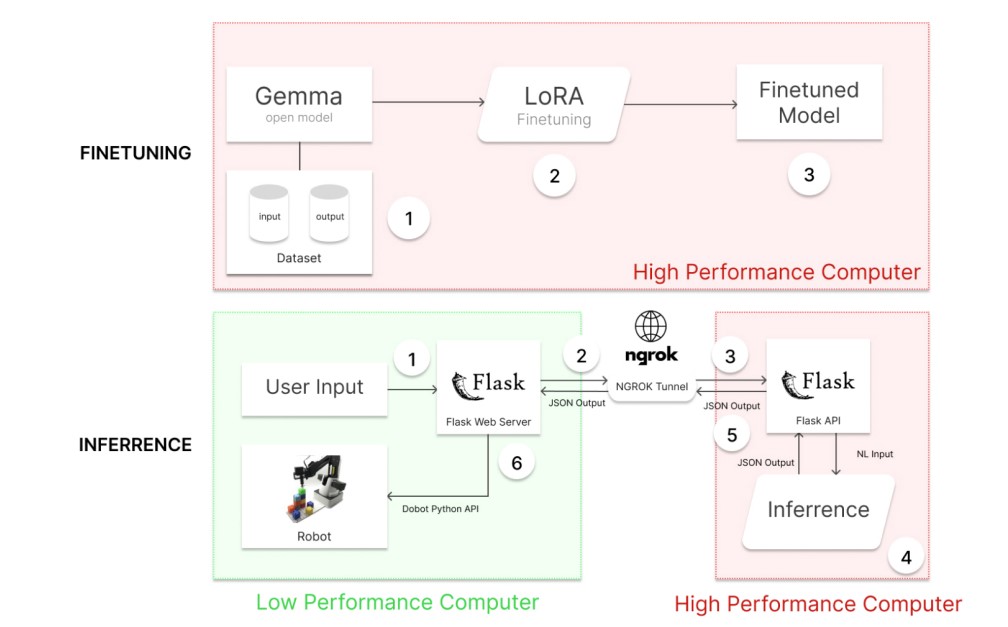 Gemma
open model
LoRA
Finetuning
Finetuned
Model
FINETUNING
2
3
input
output
1
Dataset
High Performance Computer
ngrok
1
2
3
Flask
Flask
User Input
NGROK Tunnel
JSON Output
JSON Output
Flask Web Server
Flask API
INFERRENCE
5
6
JSON Output
NL Input
Dobot Python API
Inferrence
Robot
4
Low Performance Computer
High Performance Computer